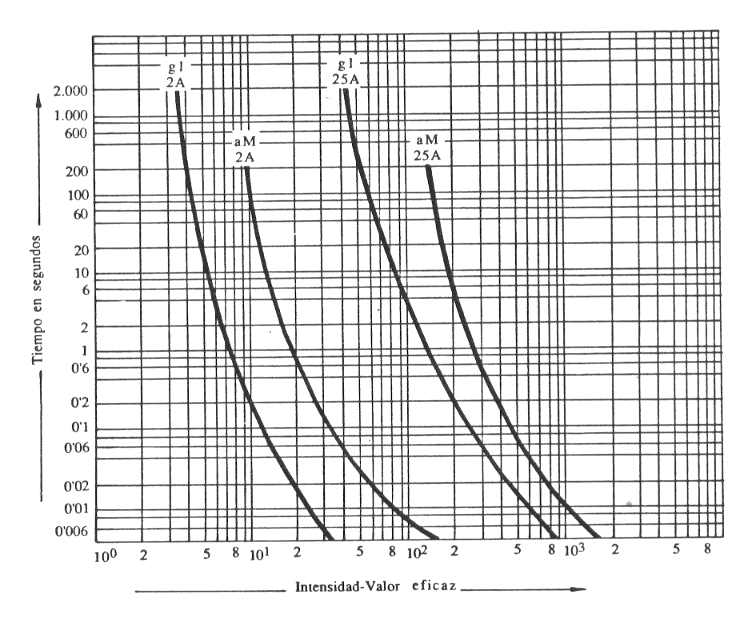 g l
2A
g l
25A
aM
2A
aM
25A
2.000
1.000
600
200
100
60
20
10
6
2
1
0'6
0'2
0'1
0'06
0'02
0'01
0'006
Tiempo en segundos
10⁰ 2 5 8 10¹ 2 5 8 10² 2 5 8 10³ 2 5 8
Intensidad-Valor eficaz